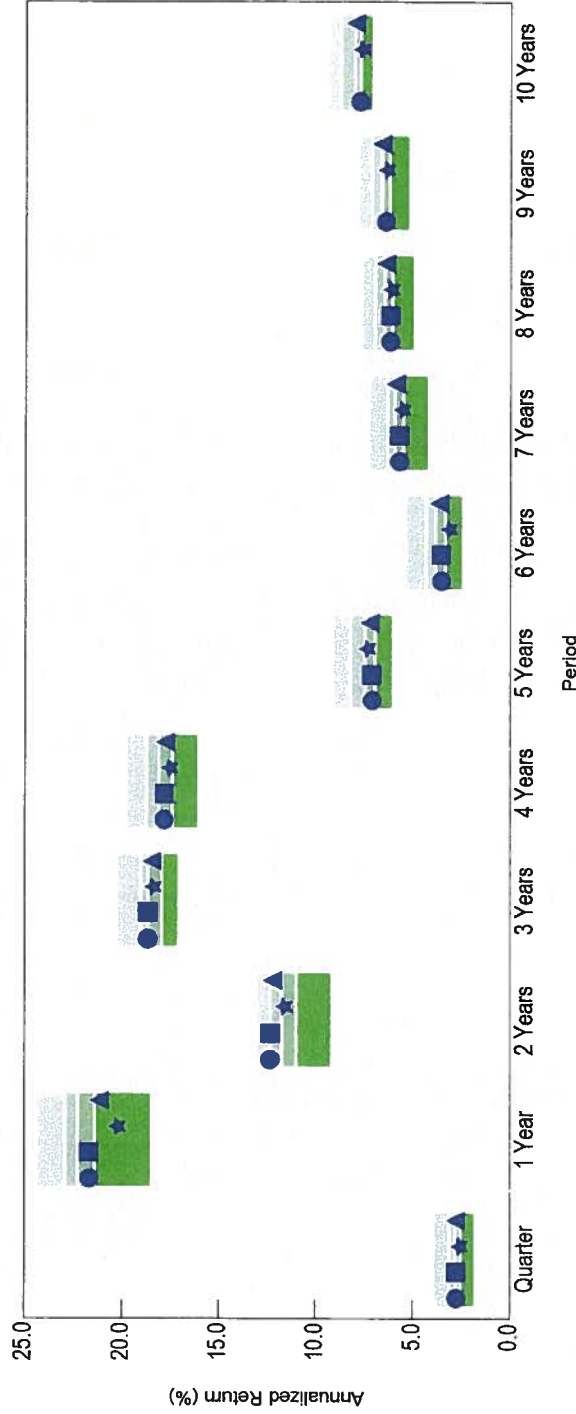 Annualized Return (%)
25.0
20.0
15.0
10.0
5.0
0.0
Quarter
1 Year
2 Years
3 Years
4 Years
5 Years
6 Years
7 Years
8 Years
9 Years
10 Years
Period